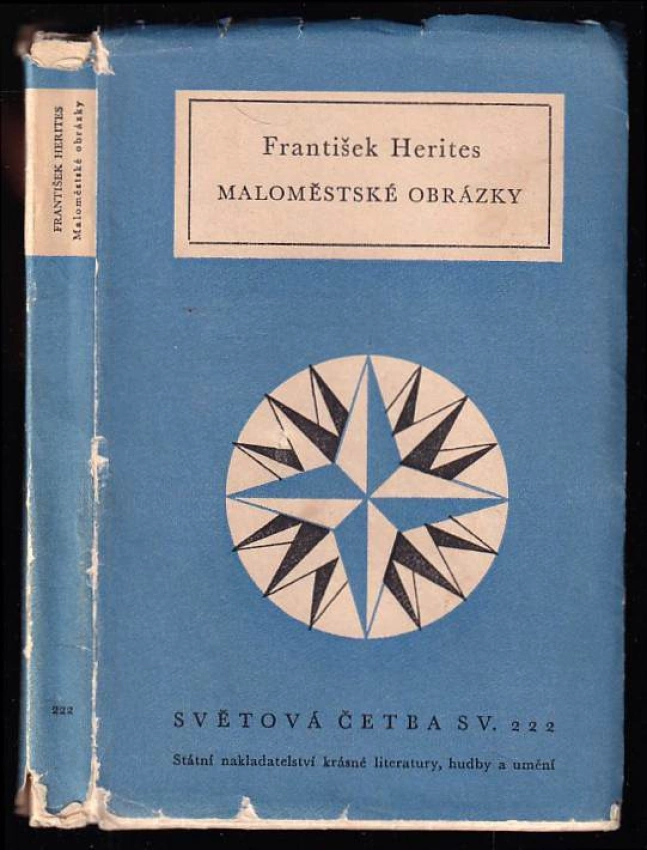 FRANTIŠEK HERITES
Maloměstské obrázky
222
František Herites
MALOMĚSTSKÉ OBRÁZKY
SVĚTOVÁ ČETBA SV. 222
Státní nakladatelství krásné literatury, hudby a umění